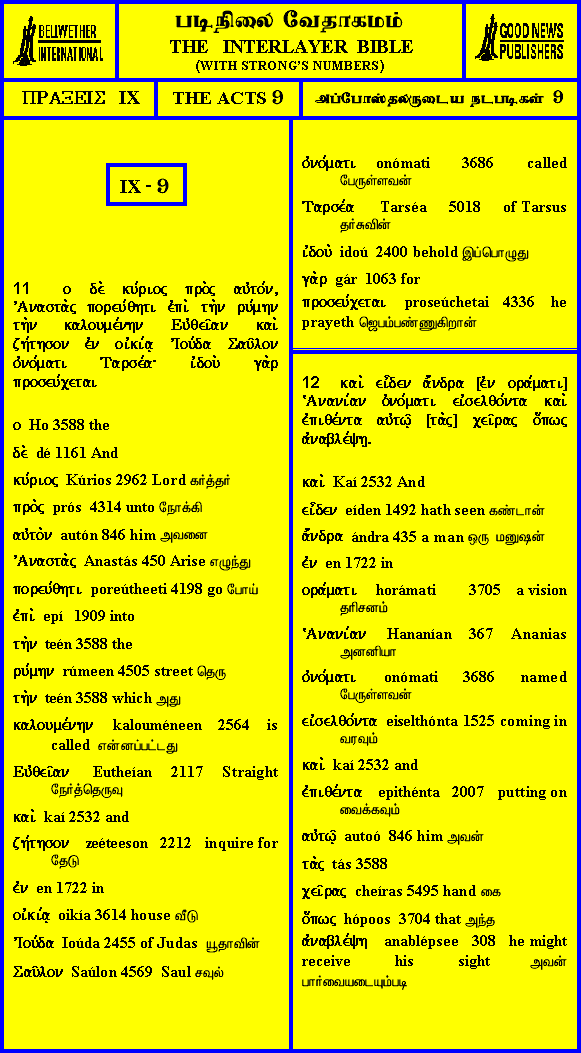 BELLWETHER
INTERNATIONAL
படிநிலை வேதாகமம்
THE INTERLAYER BIBLE
(WITH STRONG'S NUMBERS)
GOOD NEWS
PUBLISHERS
ΠΡΑΞΕΙΣ IX
THE ACTS 9
அப்போஸ்தலருடைய நடபடிகள் 9
IX - 9
11 ο δὲ κύριος πρὸς αὐτόν,
Ἀναστὰς πορεύθητι ἐπὶ τὴν ρύμην
τὴν καλουμένην Εὐθεῖαν καὶ
ζήτησον ἐν οἰκίᾳ Ἰούδα Σαῦλον
ὀνόματι Ταρσέα· ἰδοὺ γὰρ
προσεύχεται
ο Ho 3588 the
δὲ dé 1161 And
κύριος Kúrios 2962 Lord கர்த்தர்
πρὸς prós 4314 unto நோக்கி
αὐτὸν autón 846 him அவனை
Ἀναστὰς Anastás 450 Arise எழுந்து
πορεύθητι poreútheeti 4198 go போய்
ἐπὶ epí 1909 into
τὴν teén 3588 the
ρύμην rúmeen 4505 street தெரு
τὴν teén 3588 which அது
καλουμένην kalouméneen 2564 is
called என்னப்பட்டது
Εὐθεῖαν Eutheían 2117 Straight
நேர்த்தெருவு
καὶ kaí 2532 and
ζήτησον zeéteeson 2212 inquire for
தேடு
ἐν en 1722 in
οἰκίᾳ oikía 3614 house வீடு
Ἰούδα Ioúda 2455 of Judas யூதாவின்
Σαῦλον Saúlon 4569 Saul சவுல்
ὀνόματι onómati 3686 called
பேருள்ளவன்
Ταρσέα Tarséa 5018 of Tarsus
தர்சுவின்
ἰδοὺ idoú 2400 behold இப்பொழுது
γὰρ gár 1063 for
προσεύχεται proseúchetai 4336 he
prayeth ஜெபம்பண்ணுகிறான்
12 καὶ εἶδεν ἄνδρα [ἐν οράματι]
Ἁνανίαν ὀνόματι εἰσελθόντα καὶ
ἐπιθέντα αὐτῷ [τὰς] χεῖρας ὅπως
ἀναβλέψῃ.
καὶ Kaí 2532 And
εἶδεν eíden 1492 hath seen கண்டான்
ἄνδρα ándra 435 a man ஒரு மனுஷன்
ἐν en 1722 in
οράματι horámati 3705 a vision
தரிசனம்
Ἁνανίαν Hananían 367 Ananias
அனனியா
ὀνόματι onómati 3686 named
பேருள்ளவன்
εἰσελθόντα eiselthónta 1525 coming in
வரவும்
καὶ kaí 2532 and
ἐπιθέντα epithénta 2007 putting on
வைக்கவும்
αὐτῷ autoó 846 him அவன்
τὰς tás 3588
χεῖρας cheíras 5495 hand கை
ὅπως hópoos 3704 that அந்த
ἀναβλέψῃ anablépsee 308 he might
receive his sight அவன்
பார்வையடையும்படி